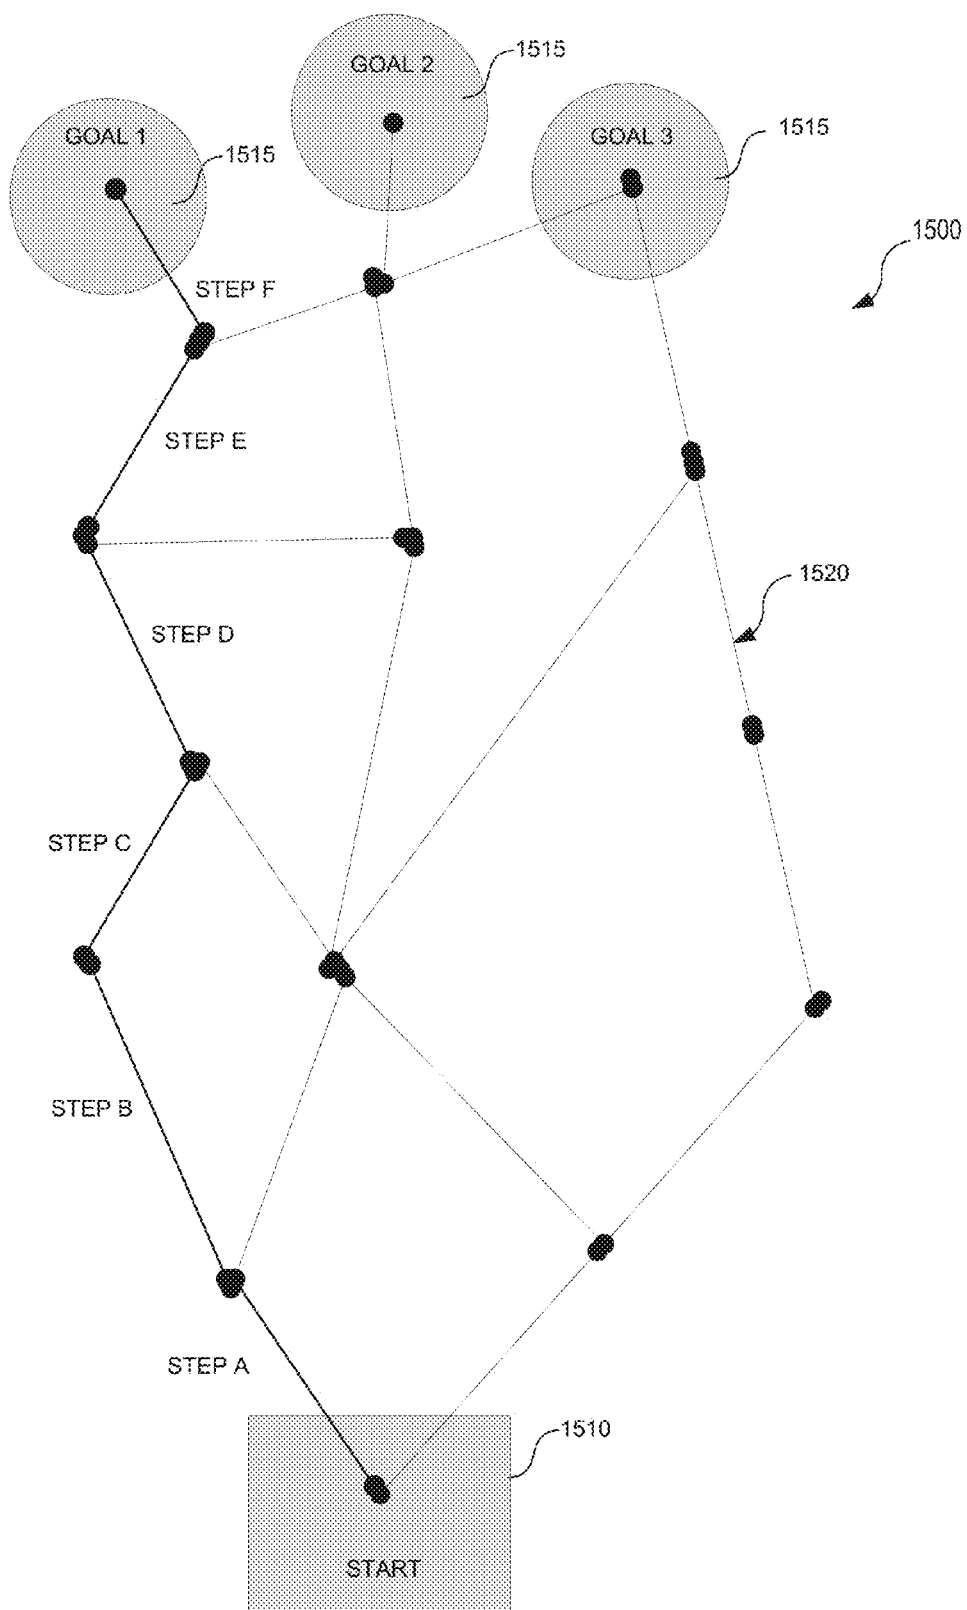 1515
GOAL 2
1515
GOAL 3
GOAL 1
1515
1500
STEP F
STEP E
1520
STEP D
STEP C
STEP B
STEP A
1510
START